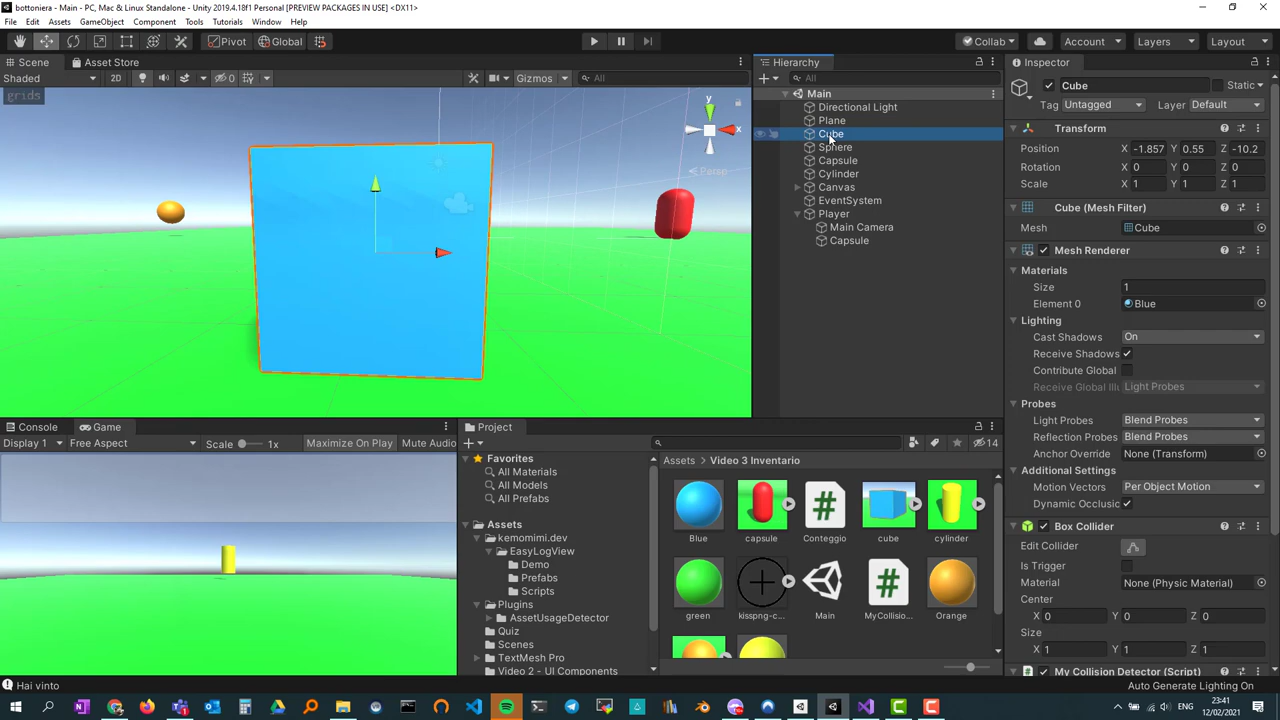 bottoniera - Main - PC, Mac & Linux Standalone - Unity 2019.4.18f1 Personal [PREVIEW PACKAGES IN USE] <DX11>
File Edit Assets GameObject Component Tools Tutorials Window Help
Pivot Global Collab Account Layers Layout
Scene Asset Store
Shaded 2D 0 Gizmos All
grids
y
x
Persp
Hierarchy
All
Main
Directional Light
Plane
Cube
Sphere
Capsule
Cylinder
Canvas
EventSystem
Player
Main Camera
Capsule
Inspector
Cube Static
Tag Untagged Layer Default
Transform
Position X -1.857 Y 0.55 Z -10.2
Rotation X 0 Y 0 Z 0
Scale X 1 Y 1 Z 1
Cube (Mesh Filter)
Mesh Cube
Mesh Renderer
Materials
Size 1
Element 0 Blue
Lighting
Cast Shadows On
Receive Shadows
Contribute Global
Receive Global Illu Light Probes
Probes
Light Probes Blend Probes
Reflection Probes Blend Probes
Anchor Override None (Transform)
Additional Settings
Motion Vectors Per Object Motion
Dynamic Occlusic
Box Collider
Edit Collider
Is Trigger
Material None (Physic Material)
Center
X 0 Y 0 Z 0
Size
X 1 Y 1 Z 1
My Collision Detector (Script)
Console Game
Display 1 Free Aspect Scale 1x Maximize On Play Mute Audio
Project
14
Favorites
All Materials
All Models
All Prefabs
Assets
kemomimi.dev
EasyLogView
Demo
Prefabs
Scripts
Plugins
AssetUsageDetector
Quiz
Scenes
TextMesh Pro
Video 2 - UI Components
Assets Video 3 Inventario
Blue capsule Conteggio cube cylinder
green kisspng-c... Main MyCollisio... Orange
Hai vinto
Auto Generate Lighting On
23:41
12/02/2021